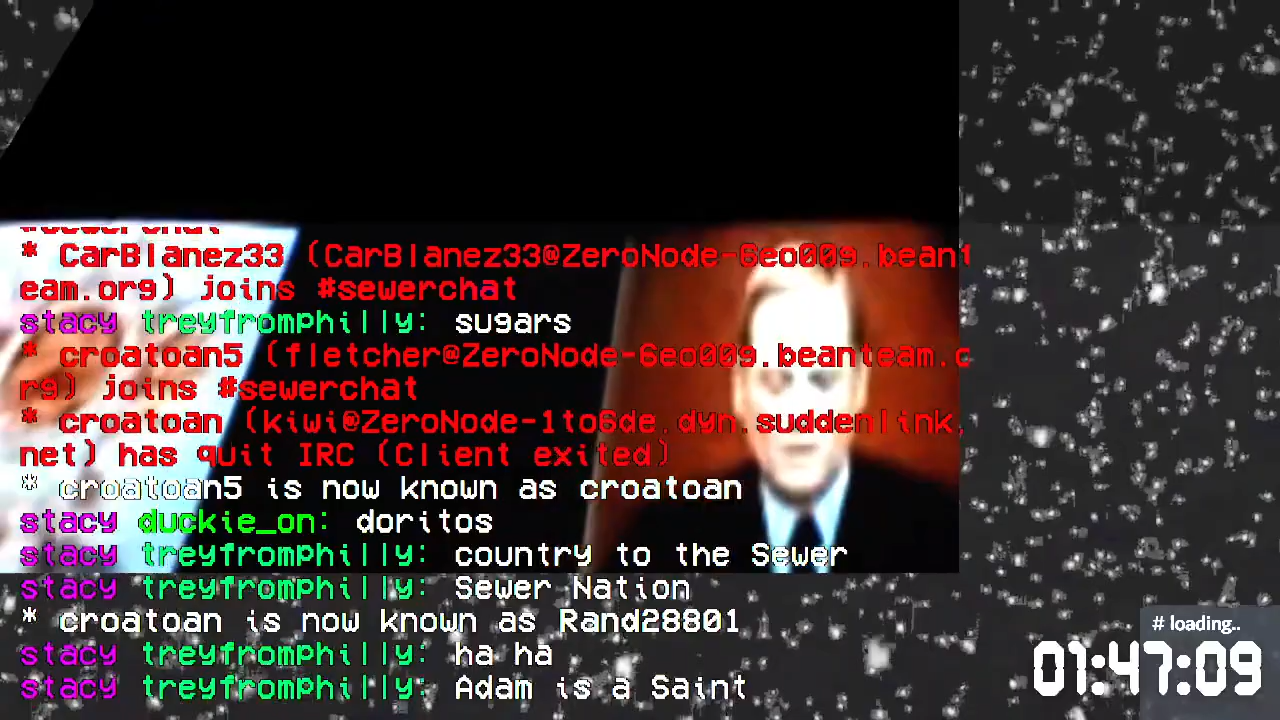 #sewerchat
* CarBlanez33 (CarBlanez33@ZeroNode-6eo009.beant
eam.org) joins #sewerchat
stacy treyfromphilly: sugars
* croatoan5 (fletcher@ZeroNode-6eo009.beanteam.o
rg) joins #sewerchat
* croatoan (kiwi@ZeroNode-1to6de.dyn.suddenlink.
net) has quit IRC (Client exited)
* croatoan5 is now known as croatoan
stacy duckie_on: doritos
stacy treyfromphilly: country to the Sewer
stacy treyfromphilly: Sewer Nation
* croatoan is now known as Rand28801
stacy treyfromphilly: ha ha
stacy treyfromphilly: Adam is a Saint
# loading..
01:47:09